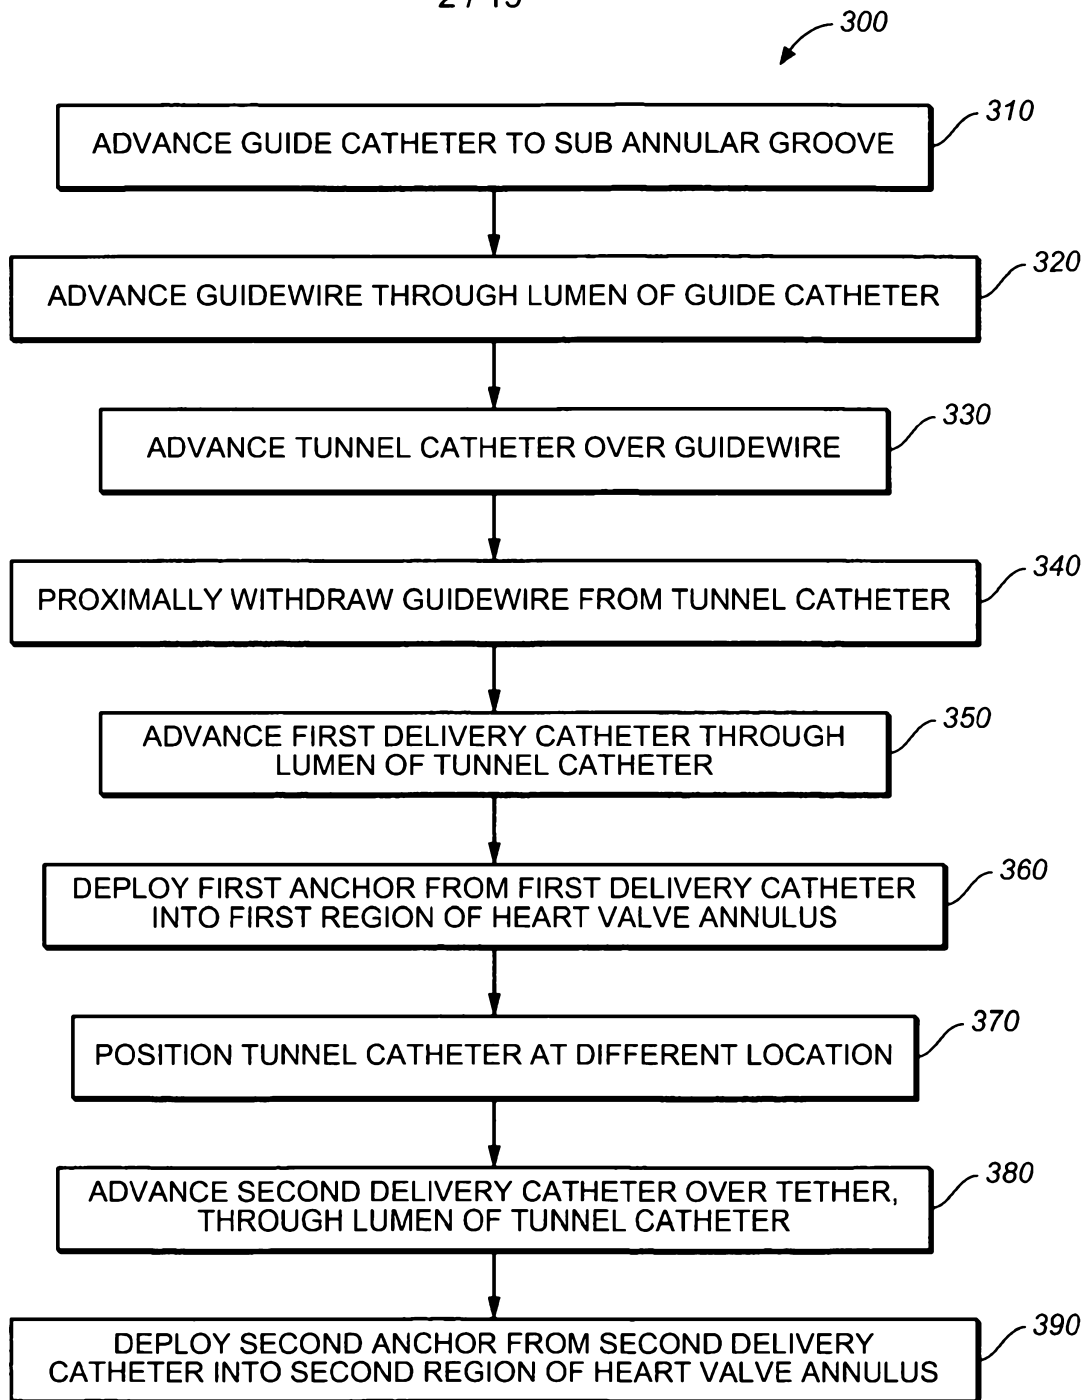 2 / 19
300
310
ADVANCE GUIDE CATHETER TO SUB ANNULAR GROOVE
320
ADVANCE GUIDEWIRE THROUGH LUMEN OF GUIDE CATHETER
330
ADVANCE TUNNEL CATHETER OVER GUIDEWIRE
340
PROXIMALLY WITHDRAW GUIDEWIRE FROM TUNNEL CATHETER
350
ADVANCE FIRST DELIVERY CATHETER THROUGH
LUMEN OF TUNNEL CATHETER
360
DEPLOY FIRST ANCHOR FROM FIRST DELIVERY CATHETER
INTO FIRST REGION OF HEART VALVE ANNULUS
370
POSITION TUNNEL CATHETER AT DIFFERENT LOCATION
380
ADVANCE SECOND DELIVERY CATHETER OVER TETHER,
THROUGH LUMEN OF TUNNEL CATHETER
390
DEPLOY SECOND ANCHOR FROM SECOND DELIVERY
CATHETER INTO SECOND REGION OF HEART VALVE ANNULUS